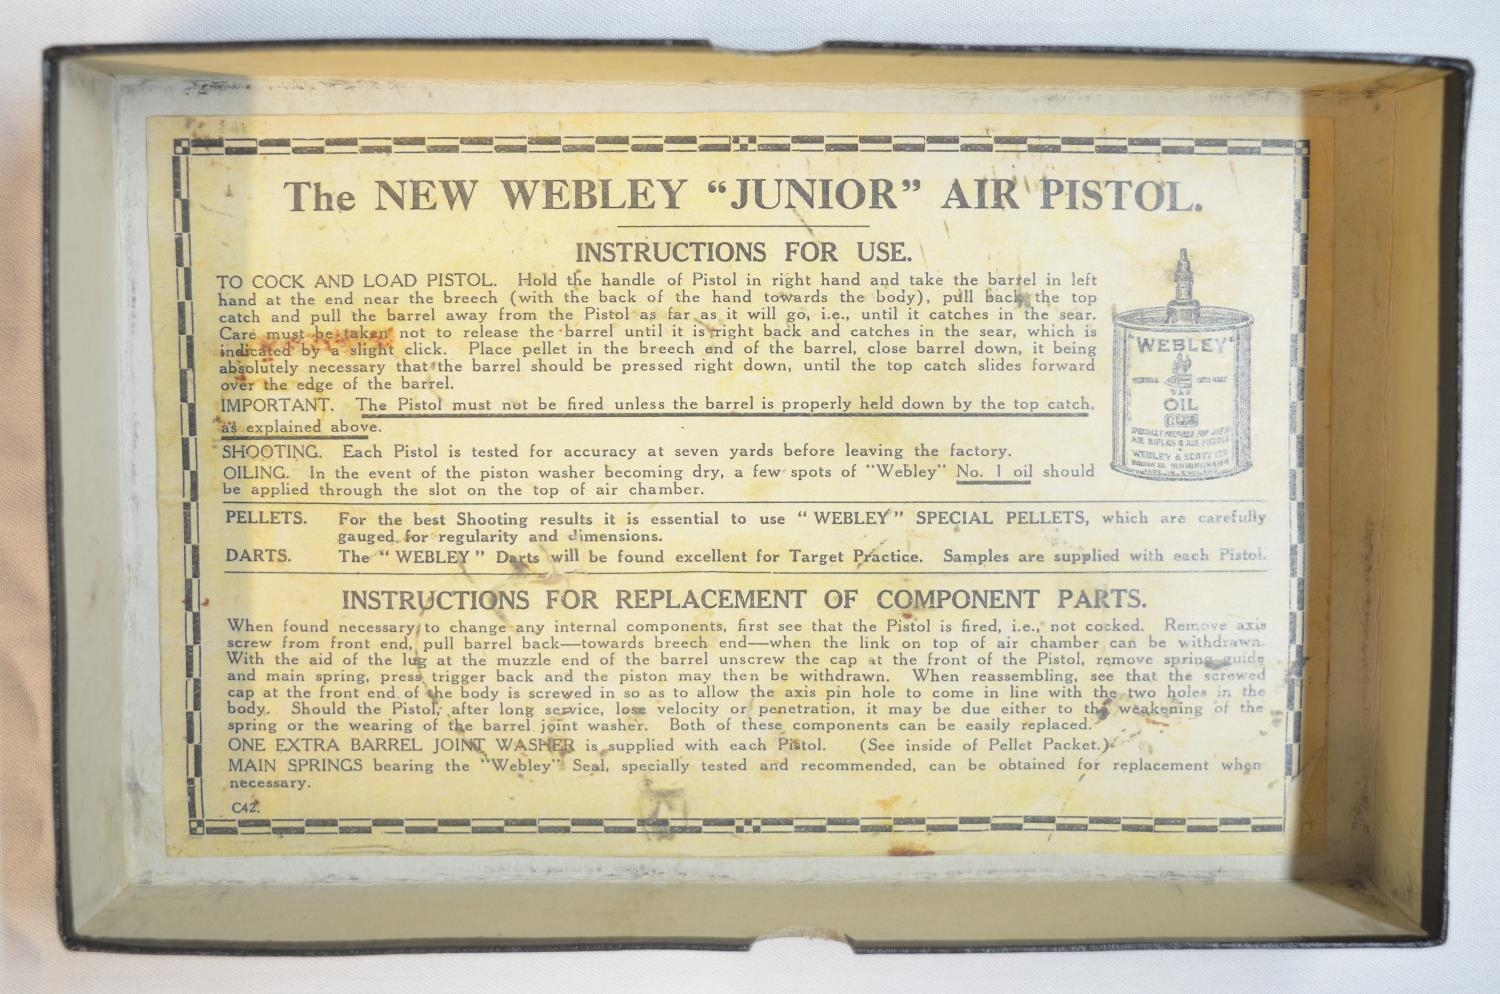 The NEW WEBLEY "JUNIOR" AIR PISTOL.
INSTRUCTIONS FOR USE.
TO COCK AND LOAD PISTOL. Hold the handle of Pistol in right hand and take the barrel in left
hand at the end near the breech (with the back of the hand towards the body), pull back the top
catch and pull the barrel away from the Pistol as far as it will go, i.e., until it catches in the sear.
Care must be taken not to release the barrel until it is right back and catches in the sear, which is
indicated by a slight click. Place pellet in the breech end of the barrel, close barrel down, it being
absolutely necessary that the barrel should be pressed right down, until the top catch slides forward
over the edge of the barrel.
IMPORTANT. The Pistol must not be fired unless the barrel is properly held down by the top catch,
as explained above.
SHOOTING. Each Pistol is tested for accuracy at seven yards before leaving the factory.
OILING. In the event of the piston washer becoming dry, a few spots of "Webley" No. 1 oil should
be applied through the slot on the top of air chamber.
"WEBLEY"
OIL
AIR RIFLES & AIR PISTOLS
WEBLEY & SCOTT LTD
BIRMINGHAM 4
MADE IN ENGLAND
PELLETS. For the best Shooting results it is essential to use "WEBLEY" SPECIAL PELLETS, which are carefully
gauged for regularity and dimensions.
DARTS. The "WEBLEY" Darts will be found excellent for Target Practice. Samples are supplied with each Pistol.
INSTRUCTIONS FOR REPLACEMENT OF COMPONENT PARTS.
When found necessary to change any internal components, first see that the Pistol is fired, i.e., not cocked. Remove axis
screw from front end, pull barrel back—towards breech end—when the link on top of air chamber can be withdrawn.
With the aid of the lug at the muzzle end of the barrel unscrew the cap at the front of the Pistol, remove spring guide
and main spring, press trigger back and the piston may then be withdrawn. When reassembling, see that the screwed
cap at the front end of the body is screwed in so as to allow the axis pin hole to come in line with the two holes in the
body. Should the Pistol, after long service, lose velocity or penetration, it may be due either to the weakening of the
spring or the wearing of the barrel joint washer. Both of these components can be easily replaced.
ONE EXTRA BARREL JOINT WASHER is supplied with each Pistol. (See inside of Pellet Packet.)
MAIN SPRINGS bearing the "Webley" Seal, specially tested and recommended, can be obtained for replacement when
necessary.
C42.